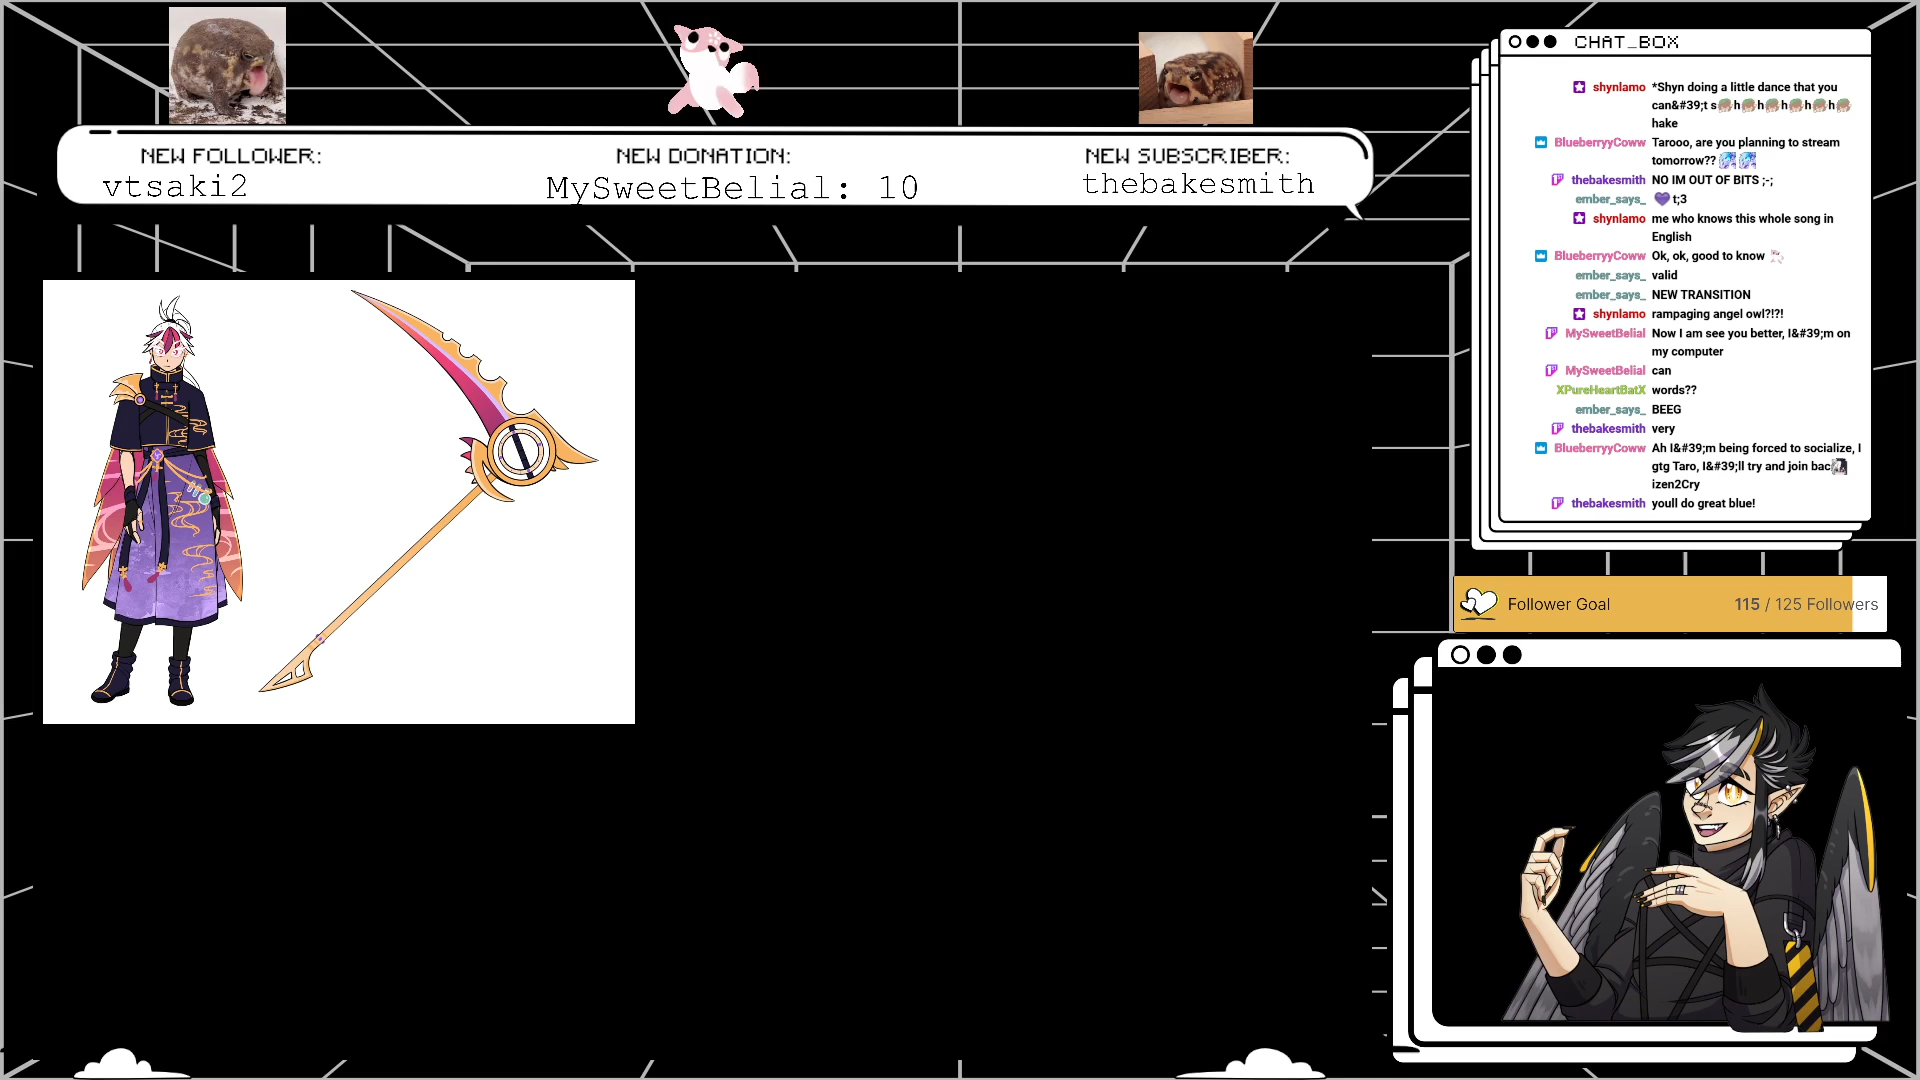 NEW FOLLOWER:
vtsaki2
NEW DONATION:
MySweetBelial: 10
NEW SUBSCRIBER:
thebakesmith
CHAT_BOX
shynlamo *Shyn doing a little dance that you
can&#39;t s h h h h h
hake
BlueberryyCoww Tarooo, are you planning to stream
tomorrow??
thebakesmith NO IM OUT OF BITS ;-;
ember_says_ t;3
shynlamo me who knows this whole song in
English
BlueberryyCoww Ok, ok, good to know
ember_says_ valid
ember_says_ NEW TRANSITION
shynlamo rampaging angel owl?!?!
MySweetBelial Now I am see you better, I&#39;m on
my computer
MySweetBelial can
XPureHeartBatX words??
ember_says_ BEEG
thebakesmith very
BlueberryyCoww Ah I&#39;m being forced to socialize, I
gtg Taro, I&#39;ll try and join bac
izen2Cry
thebakesmith youll do great blue!
Follower Goal
115 / 125 Followers